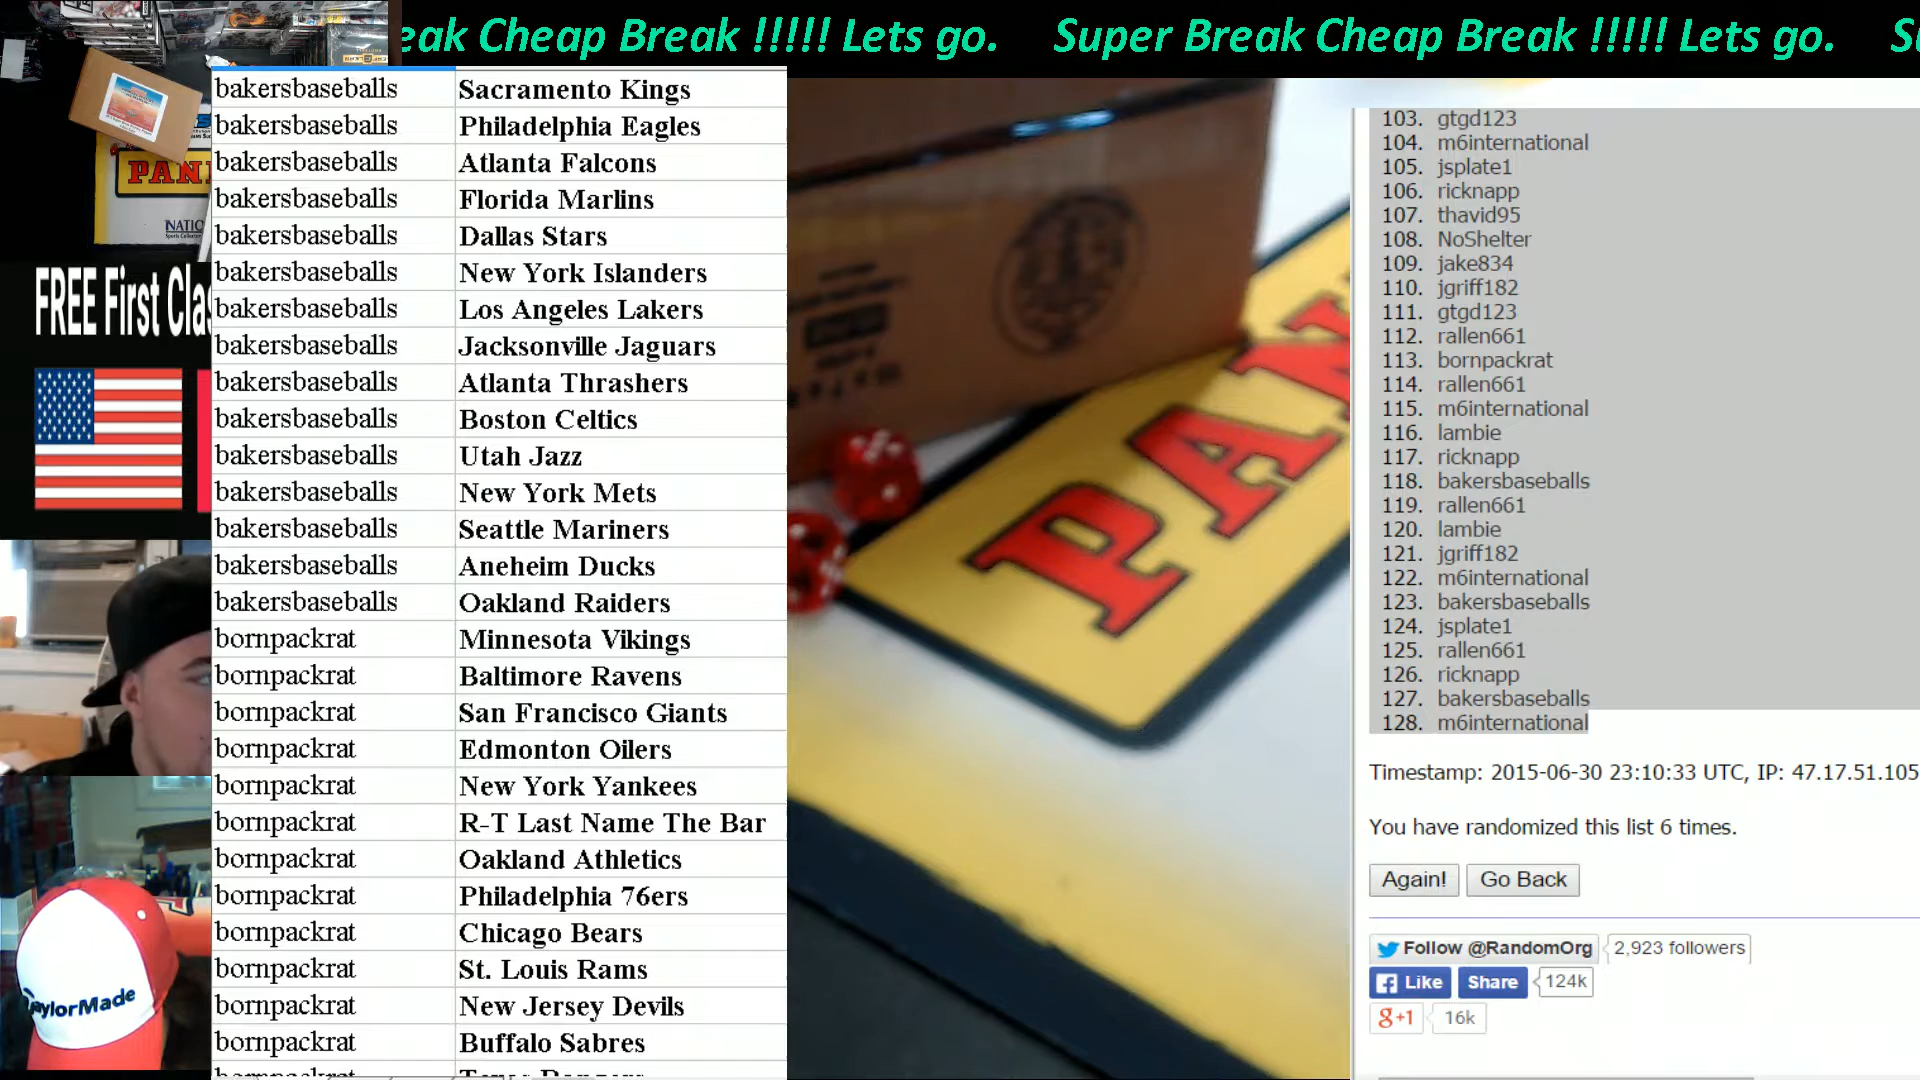 eak Cheap Break !!!!! Lets go. Super Break Cheap Break !!!!! Lets go.
bakersbaseballs Sacramento Kings
bakersbaseballs Philadelphia Eagles
bakersbaseballs Atlanta Falcons
bakersbaseballs Florida Marlins
bakersbaseballs Dallas Stars
bakersbaseballs New York Islanders
bakersbaseballs Los Angeles Lakers
bakersbaseballs Jacksonville Jaguars
bakersbaseballs Atlanta Thrashers
bakersbaseballs Boston Celtics
bakersbaseballs Utah Jazz
bakersbaseballs New York Mets
bakersbaseballs Seattle Mariners
bakersbaseballs Aneheim Ducks
bakersbaseballs Oakland Raiders
bornpackrat Minnesota Vikings
bornpackrat Baltimore Ravens
bornpackrat San Francisco Giants
bornpackrat Edmonton Oilers
bornpackrat New York Yankees
bornpackrat R-T Last Name The Bar
bornpackrat Oakland Athletics
bornpackrat Philadelphia 76ers
bornpackrat Chicago Bears
bornpackrat St. Louis Rams
bornpackrat New Jersey Devils
bornpackrat Buffalo Sabres
PANI
NATIO
FREE First Clas
TaylorMade
PAN
103. gtgd123
104. m6international
105. jsplate1
106. ricknapp
107. thavid95
108. NoShelter
109. jake834
110. jgriff182
111. gtgd123
112. rallen661
113. bornpackrat
114. rallen661
115. m6international
116. lambie
117. ricknapp
118. bakersbaseballs
119. rallen661
120. lambie
121. jgriff182
122. m6international
123. bakersbaseballs
124. jsplate1
125. rallen661
126. ricknapp
127. bakersbaseballs
128. m6international
Timestamp: 2015-06-30 23:10:33 UTC, IP: 47.17.51.105
You have randomized this list 6 times.
Again! Go Back
Follow @RandomOrg 2,923 followers
Like Share 124k
g+1 16k